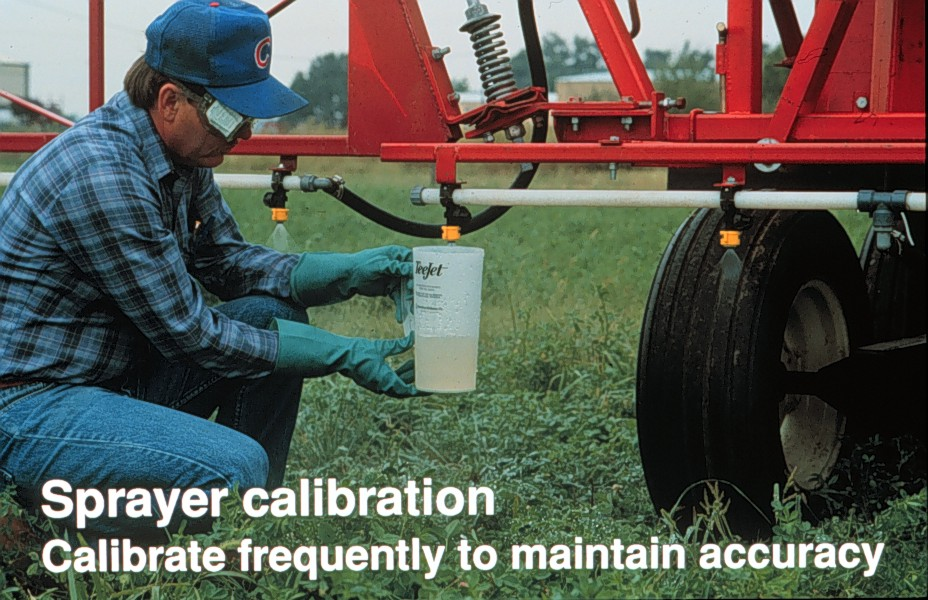 C
TeeJet
Sprayer calibration
Calibrate frequently to maintain accuracy